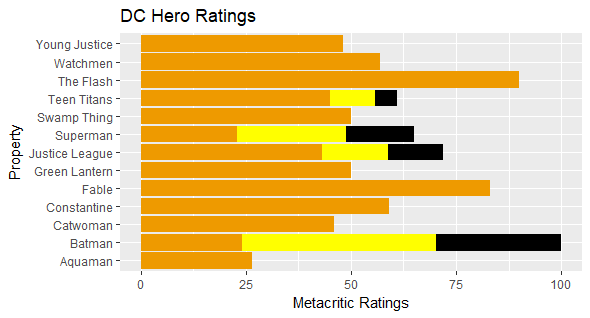 DC Hero Ratings
Property
Young Justice
Watchmen
The Flash
Teen Titans
Swamp Thing
Superman
Justice League
Green Lantern
Fable
Constantine
Catwoman
Batman
Aquaman
0 25 50 75 100
Metacritic Ratings